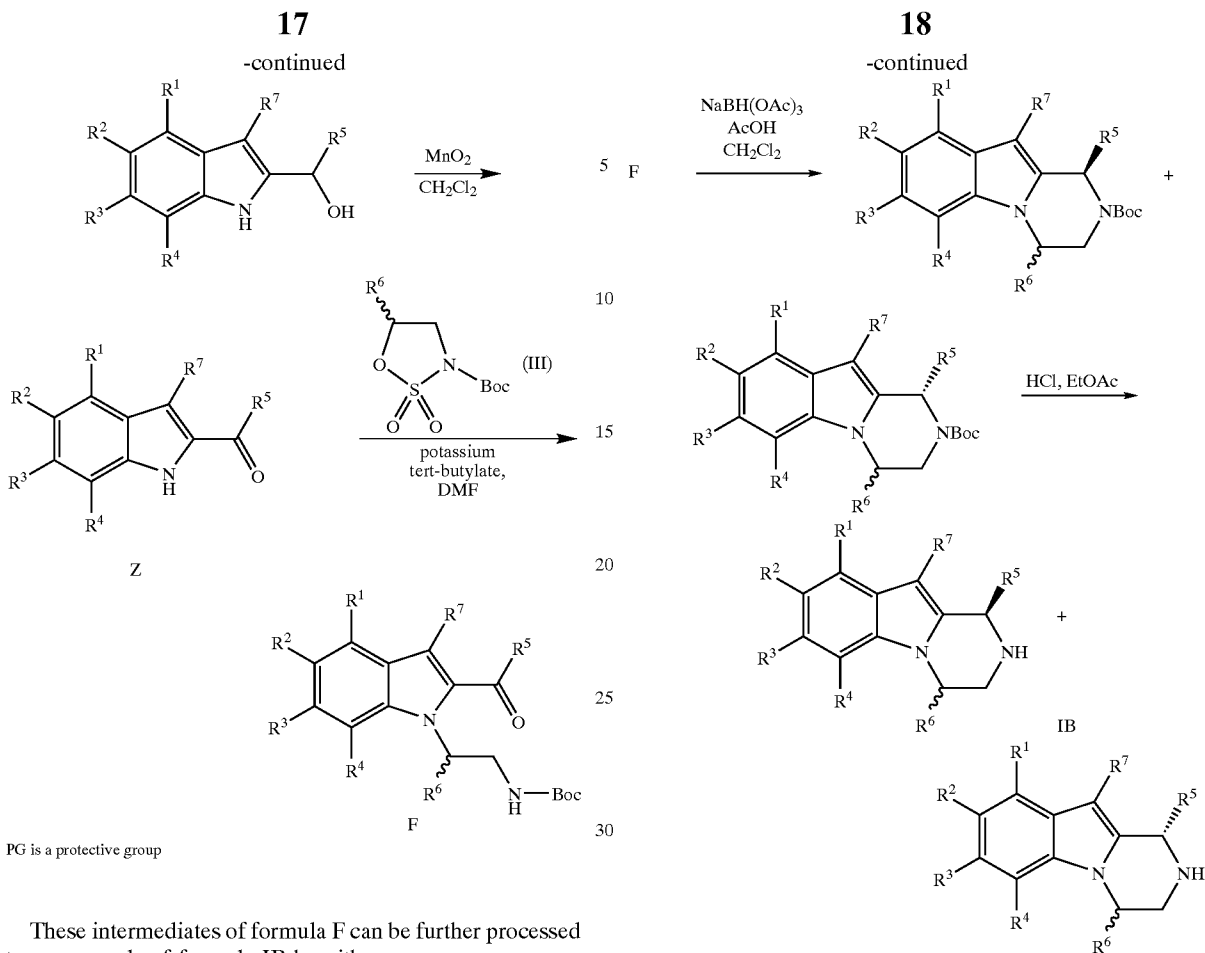 17
-continued
R¹
R⁷
R²
R⁵
R³
N
H
OH
R⁴
MnO₂
CH₂Cl₂
R⁶
O
N
(III)
Boc
S
O
O
R¹
R⁷
R²
R⁵
R³
N
H
O
R⁴
potassium
tert-butylate,
DMF
Z
R¹
R⁷
R²
R⁵
R³
N
O
R⁴
R⁶
N
H
Boc
F
PG is a protective group
These intermediates of formula F can be further processed
5
10
15
20
25
30
18
-continued
F
NaBH(OAc)₃
AcOH
CH₂Cl₂
R¹
R⁷
R²
R⁵
R³
N
NBoc
R⁴
R⁶
+
R¹
R⁷
R²
R⁵
R³
N
NBoc
R⁴
R⁶
HCl, EtOAc
R¹
R⁷
R²
R⁵
R³
N
NH
R⁴
R⁶
+
IB
R¹
R⁷
R²
R⁵
R³
N
NH
R⁴
R⁶